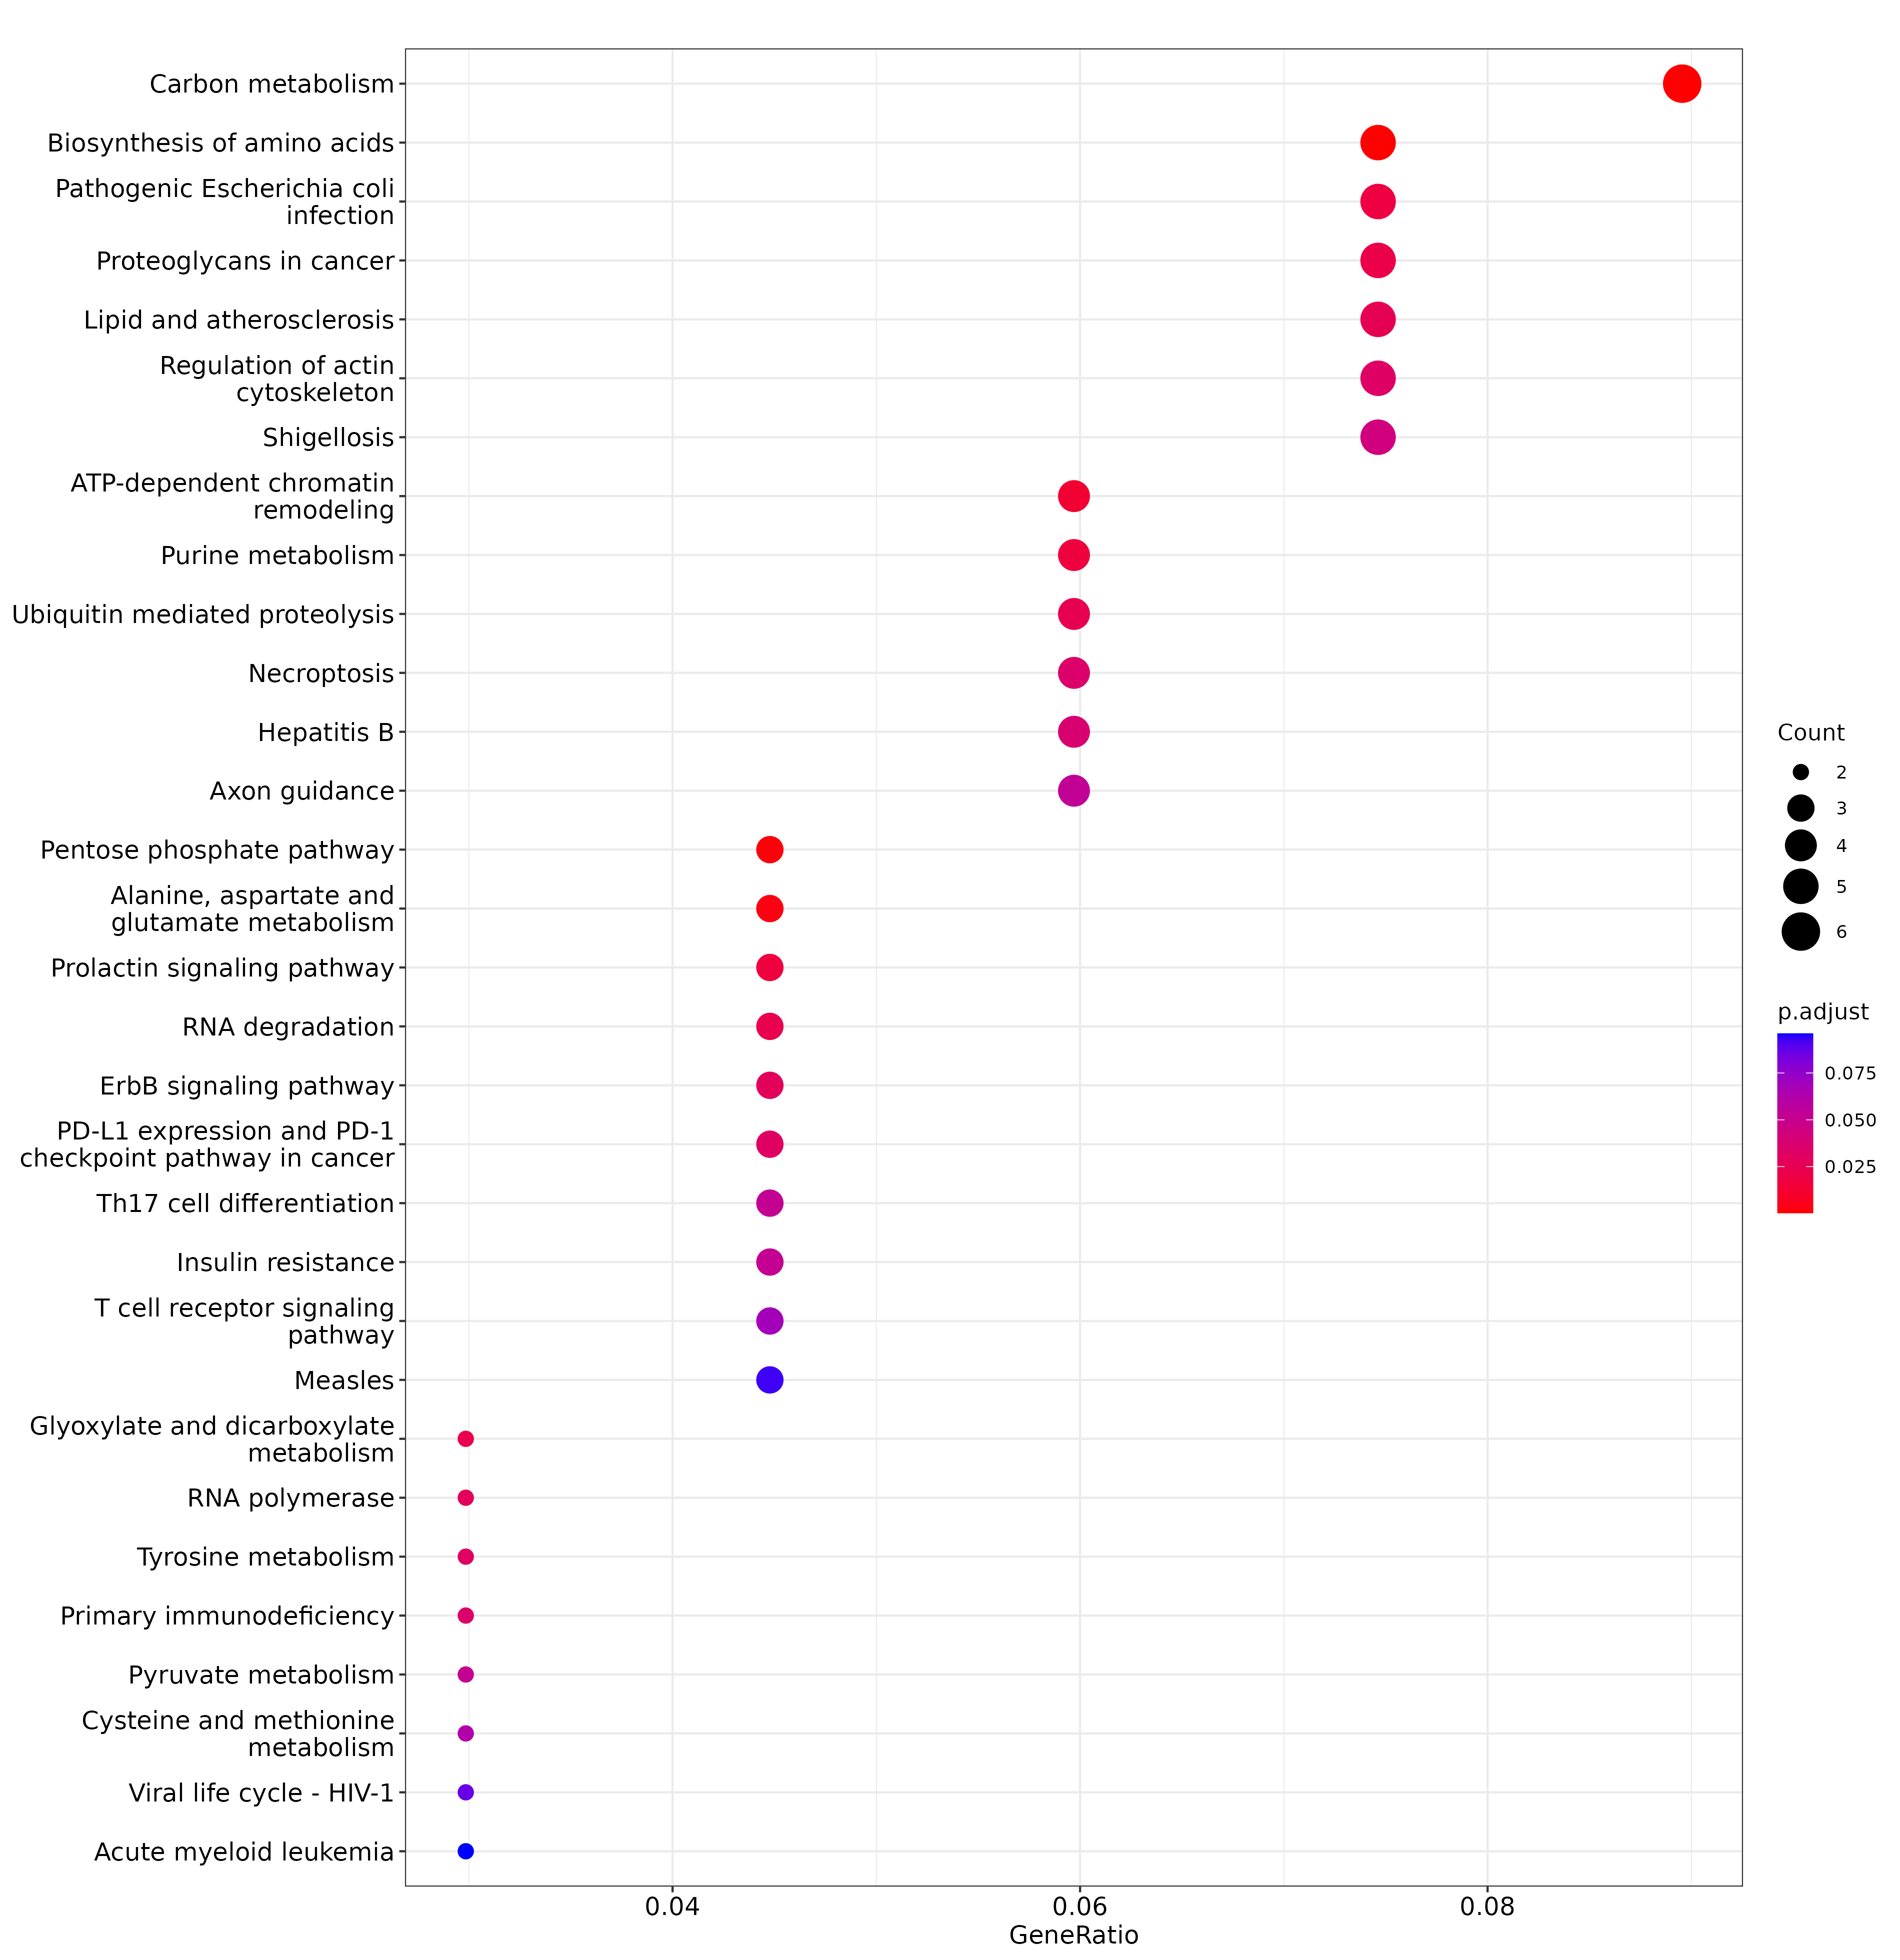 Carbon metabolism
Biosynthesis of amino acids
Pathogenic Escherichia coli
infection
Proteoglycans in cancer
Lipid and atherosclerosis
Regulation of actin
cytoskeleton
Shigellosis
ATP-dependent chromatin
remodeling
Purine metabolism
Ubiquitin mediated proteolysis
Necroptosis
Hepatitis B
Axon guidance
Pentose phosphate pathway
Alanine, aspartate and
glutamate metabolism
Prolactin signaling pathway
RNA degradation
ErbB signaling pathway
PD-L1 expression and PD-1
checkpoint pathway in cancer
Th17 cell differentiation
Insulin resistance
T cell receptor signaling
pathway
Measles
Glyoxylate and dicarboxylate
metabolism
RNA polymerase
Tyrosine metabolism
Primary immunodeficiency
Pyruvate metabolism
Cysteine and methionine
metabolism
Viral life cycle - HIV-1
Acute myeloid leukemia
0.04
0.06
0.08
GeneRatio
Count
2
3
4
5
6
p.adjust
0.075
0.050
0.025